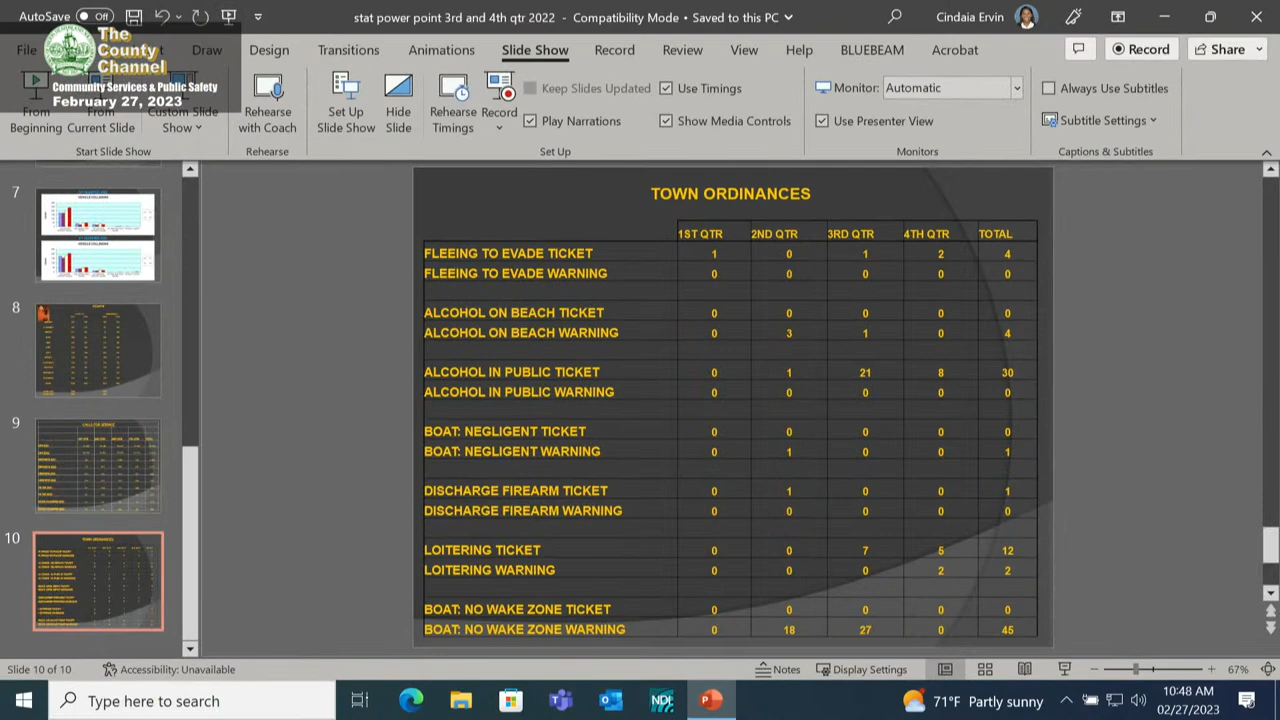 AutoSave Off
stat power point 3rd and 4th Qtr 2022 - Compatibility Mode • Saved to this PC
Cindaia Ervin
The
County
Channel
Community Services & Public Safety
February 27, 2023
File Draw Design Transitions Animations Slide Show Record Review View Help BLUEBEAM Acrobat
Record Share
From Beginning
From Current Slide
Custom Slide Show
Rehearse with Coach
Set Up Slide Show
Hide Slide
Rehearse Timings
Record
Keep Slides Updated
Play Narrations
Use Timings
Show Media Controls
Monitor: Automatic
Use Presenter View
Always Use Subtitles
Subtitle Settings
Start Slide Show Rehearse Set Up Monitors Captions & Subtitles
7
8
9
10
TOWN ORDINANCES
1ST QTR 2ND QTR 3RD QTR 4TH QTR TOTAL
FLEEING TO EVADE TICKET 1 0 1 2 4
FLEEING TO EVADE WARNING 0 0 0 0 0
ALCOHOL ON BEACH TICKET 0 0 0 0 0
ALCOHOL ON BEACH WARNING 0 3 1 0 4
ALCOHOL IN PUBLIC TICKET 0 1 21 8 30
ALCOHOL IN PUBLIC WARNING 0 0 0 0 0
BOAT: NEGLIGENT TICKET 0 0 0 0 0
BOAT: NEGLIGENT WARNING 0 1 0 0 1
DISCHARGE FIREARM TICKET 0 1 0 0 1
DISCHARGE FIREARM WARNING 0 0 0 0 0
LOITERING TICKET 0 0 7 5 12
LOITERING WARNING 0 0 0 2 2
BOAT: NO WAKE ZONE TICKET 0 0 0 0 0
BOAT: NO WAKE ZONE WARNING 0 18 27 0 45
Slide 10 of 10 Accessibility: Unavailable
Notes Display Settings 67%
Type here to search
NDI
71°F Partly sunny
10:48 AM
02/27/2023